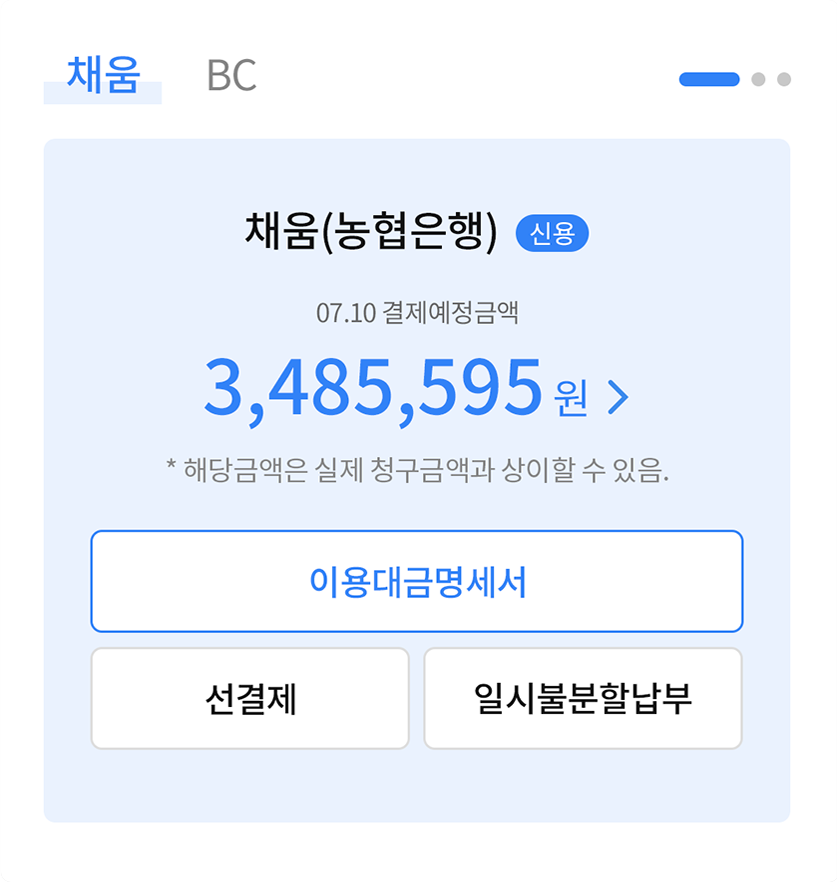 채움 BC
채움(농협은행) 신용
07.10 결제예정금액
3,485,595 원
* 해당금액은 실제 청구금액과 상이할 수 있음.
이용대금명세서
선결제 일시불분할납부